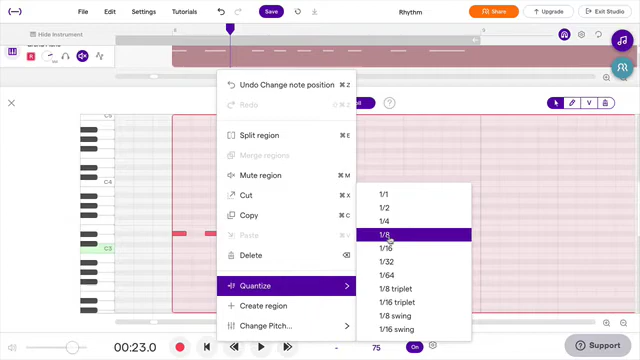 File
Edit
Settings
Tutorials
Save
Rhythm
Share
Upgrade
Exit Studio
Hide Instrument
R
Undo Change note position ⌘ Z
Redo
Split region ⌘ E
Merge regions
Mute region ⌘ M
Cut ⌘ X
Copy ⌘ C
Paste ⌘ V
Delete
Quantize
Create region
Change Pitch...
1/1
1/2
1/4
1/8
1/16
1/32
1/64
1/8 triplet
1/16 triplet
1/8 swing
1/16 swing
?
V
C5
C4
C3
00:23.0
-
75
On
Support